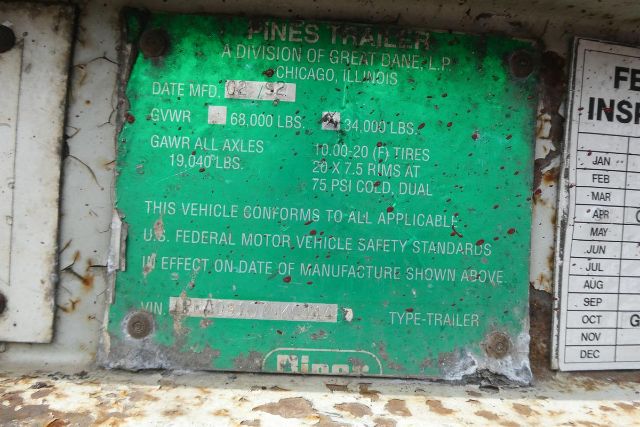 PINES TRAILER
A DIVISION OF GREAT DANE, L.P.
CHICAGO, ILLINOIS
DATE MFD. 02 /92
GVWR 68,000 LBS. 34,000 LBS.
GAWR ALL AXLES 10.00-20 (F) TIRES
19,040 LBS. 20 X 7.5 RIMS AT
75 PSI COLD, DUAL
THIS VEHICLE CONFORMS TO ALL APPLICABLE
U.S. FEDERAL MOTOR VEHICLE SAFETY STANDARDS
IN EFFECT ON DATE OF MANUFACTURE SHOWN ABOVE
VIN. TYPE-TRAILER
Pines
FE
INSP
JAN
FEB
MAR
APR
MAY
JUN
JUL
AUG
SEP
OCT G
NOV
DEC